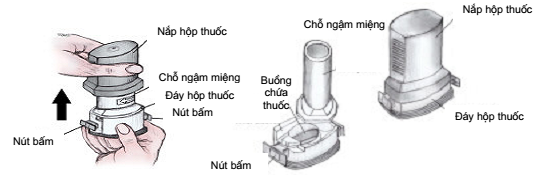 Nắp hộp thuốc
Chỗ ngậm miệng
Đáy hộp thuốc
Nút bấm
Nút bấm
Chỗ ngậm miệng
Buồng
chứa
thuốc
Nút bấm
Nắp hộp thuốc
Đáy hộp thuốc